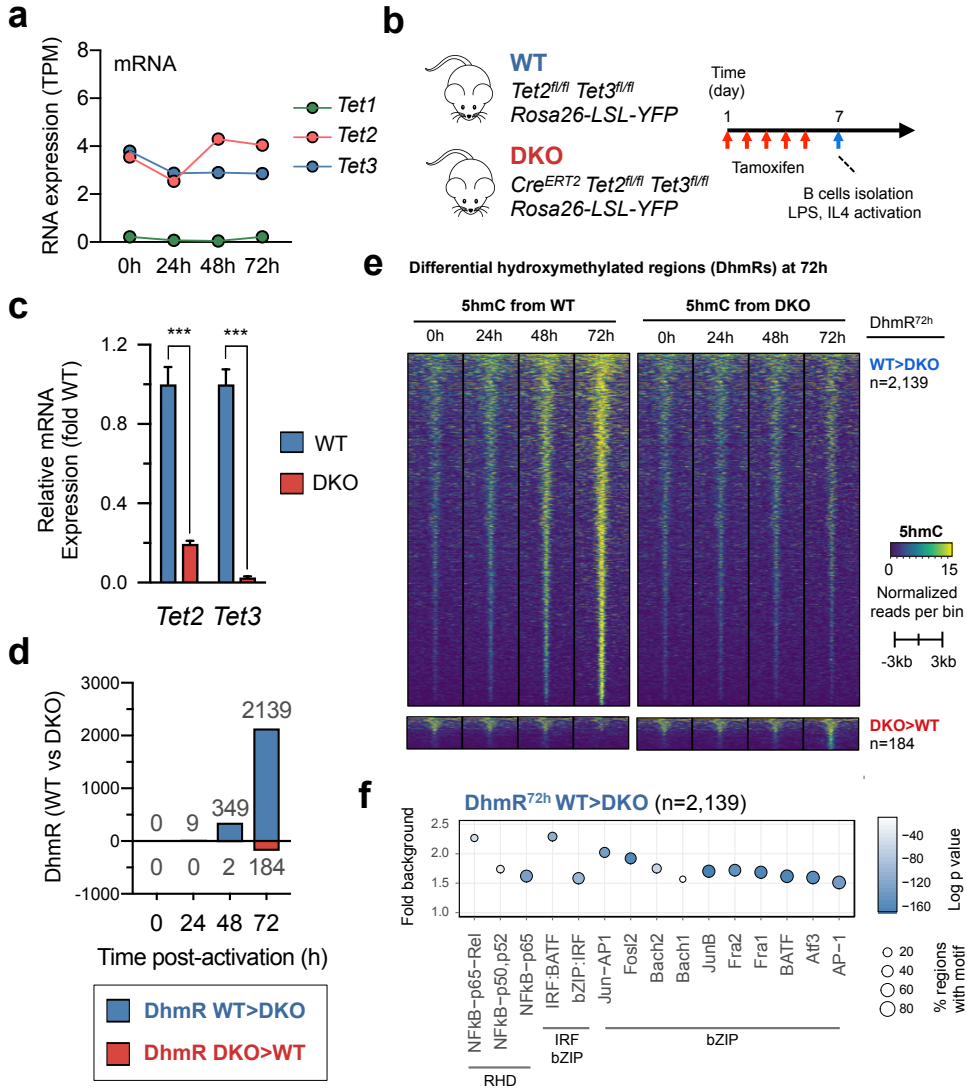 a
RNA expression (TPM)
8
6
4
2
0
mRNA
Tet1
Tet2
Tet3
0h 24h 48h 72h
b
WT
Tet2fl/fl Tet3fl/fl
Rosa26-LSL-YFP
DKO
CreERT2 Tet2fl/fl Tet3fl/fl
Rosa26-LSL-YFP
Time
(day)
1 7
Tamoxifen
B cells isolation
LPS, IL4 activation
c
Relative mRNA
Expression (fold WT)
1.2
0.8
0.4
0.0
*** ***
WT
DKO
Tet2 Tet3
d
DhmR (WT vs DKO)
3000
2000
1000
0
-1000
0 9 349 2139
0 0 2 184
0 24 48 72
Time post-activation (h)
DhmR WT>DKO
DhmR DKO>WT
e Differential hydroxymethylated regions (DhmRs) at 72h
5hmC from WT 5hmC from DKO
0h 24h 48h 72h 0h 24h 48h 72h
DhmR72h
WT>DKO
n=2,139
5hmC
0 15
Normalized
reads per bin
-3kb 3kb
DKO>WT
n=184
f
DhmR72h WT>DKO (n=2,139)
Fold background
2.5
2.0
1.5
1.0
NFkB-p65-Rel
NFkB-p50,p52
NFkB-p65
IRF:BATF
bZIP:IRF
Jun-AP1
Fosl2
Bach2
Bach1
JunB
Fra2
Fra1
BATF
Atf3
AP-1
RHD
IRF
bZIP
bZIP
Log p value
-40
-80
-120
-160
% regions
with motif
20
40
60
80